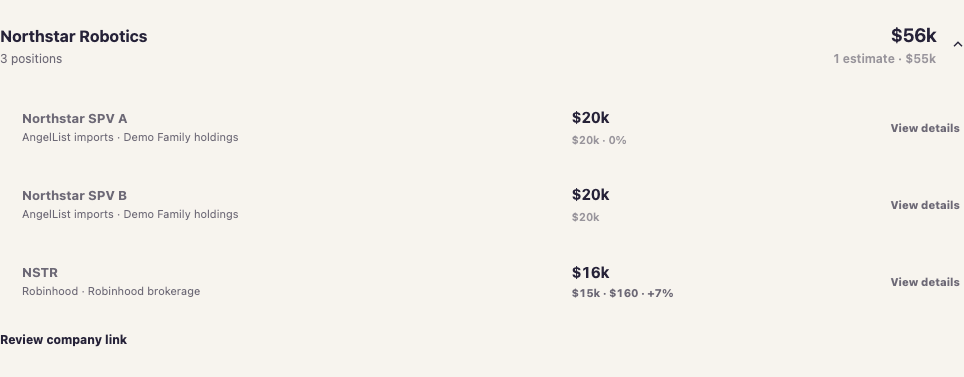 Northstar Robotics
$56k
3 positions
1 estimate · $55k
Northstar SPV A
$20k
AngelList imports · Demo Family holdings
$20k · 0%
View details
Northstar SPV B
$20k
AngelList imports · Demo Family holdings
$20k
View details
NSTR
$16k
Robinhood · Robinhood brokerage
$15k · $160 · +7%
View details
Review company link